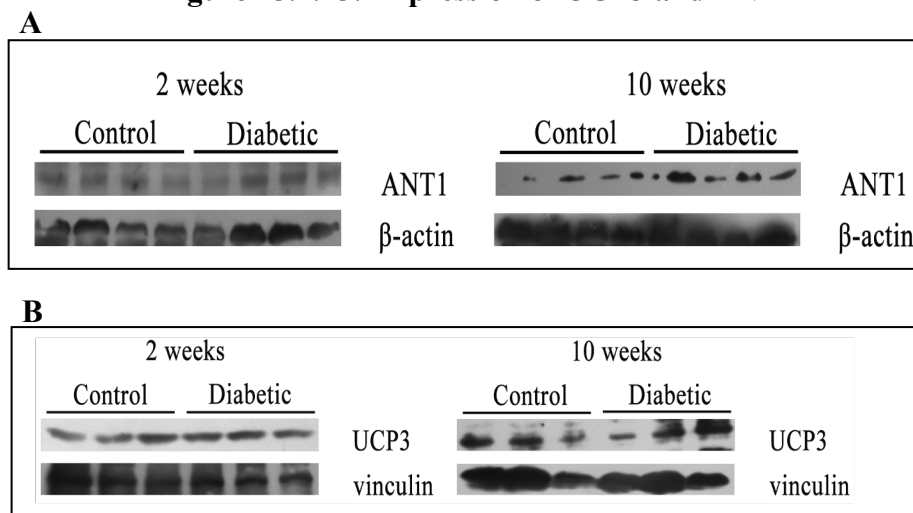 A
2 weeks
Control Diabetic
ANT1
β-actin
10 weeks
Control Diabetic
ANT1
β-actin
B
2 weeks
Control Diabetic
UCP3
vinculin
10 weeks
Control Diabetic
UCP3
vinculin